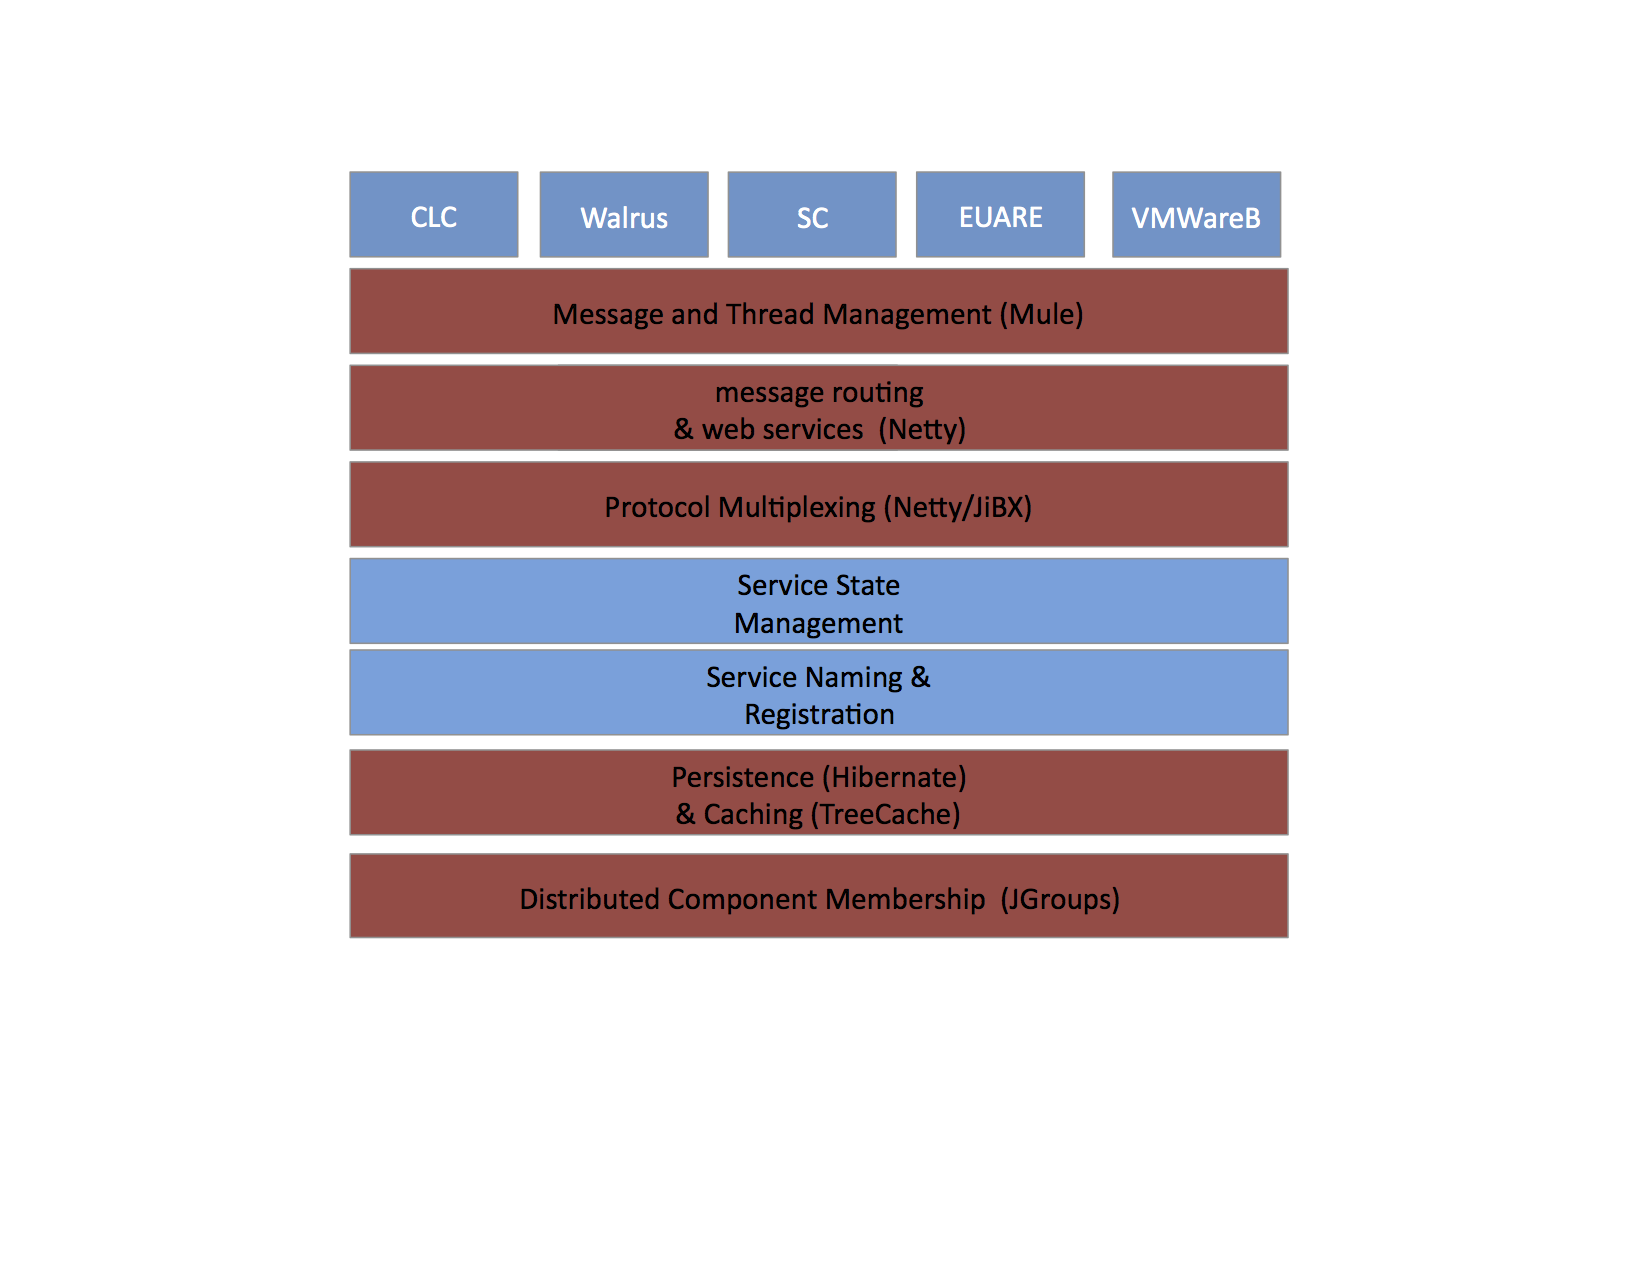 CLC
Walrus
SC
EUARE
VMWareB
Message and Thread Management (Mule)
message routing
& web services  (Netty)
Protocol Multiplexing (Netty/JiBX)
Service State
Management
Service Naming &
Registration
Persistence (Hibernate)
& Caching (TreeCache)
Distributed Component Membership  (JGroups)